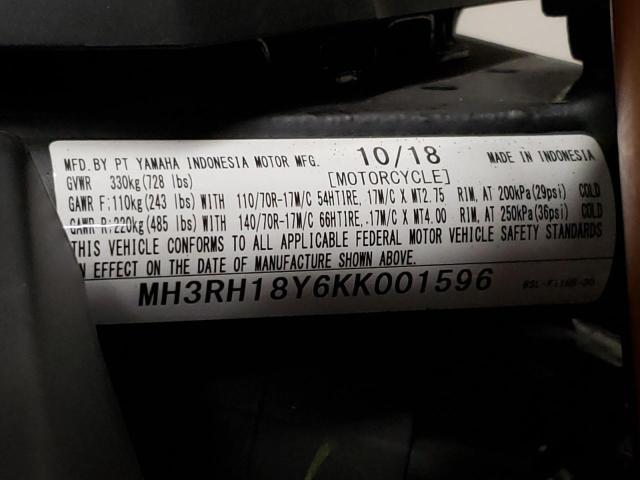 MFD.BY PT YAMAHA INDONESIA MOTOR MFG. 10/18 MADE IN INDONESIA
GVWR 330kg(728 lbs) [MOTORCYCLE]
GAWR F:110kg(243 lbs)WITH 110/70R-17M/C 54HTIRE,17M/C X MT2.75 RIM, AT 200kPa(29psi) COLD
GAWR R:220kg(485 lbs)WITH 140/70R-17M/C 66HTIRE,17M/C X MT4.00 RIM, AT 250kPa(36psi) COLD
THIS VEHICLE CONFORMS TO ALL APPLICABLE FEDERAL MOTOR VEHICLE SAFETY STANDARDS
IN EFFECT ON THE DATE OF MANUFACTURE SHOWN ABOVE.
MH3RH18Y6KK001596